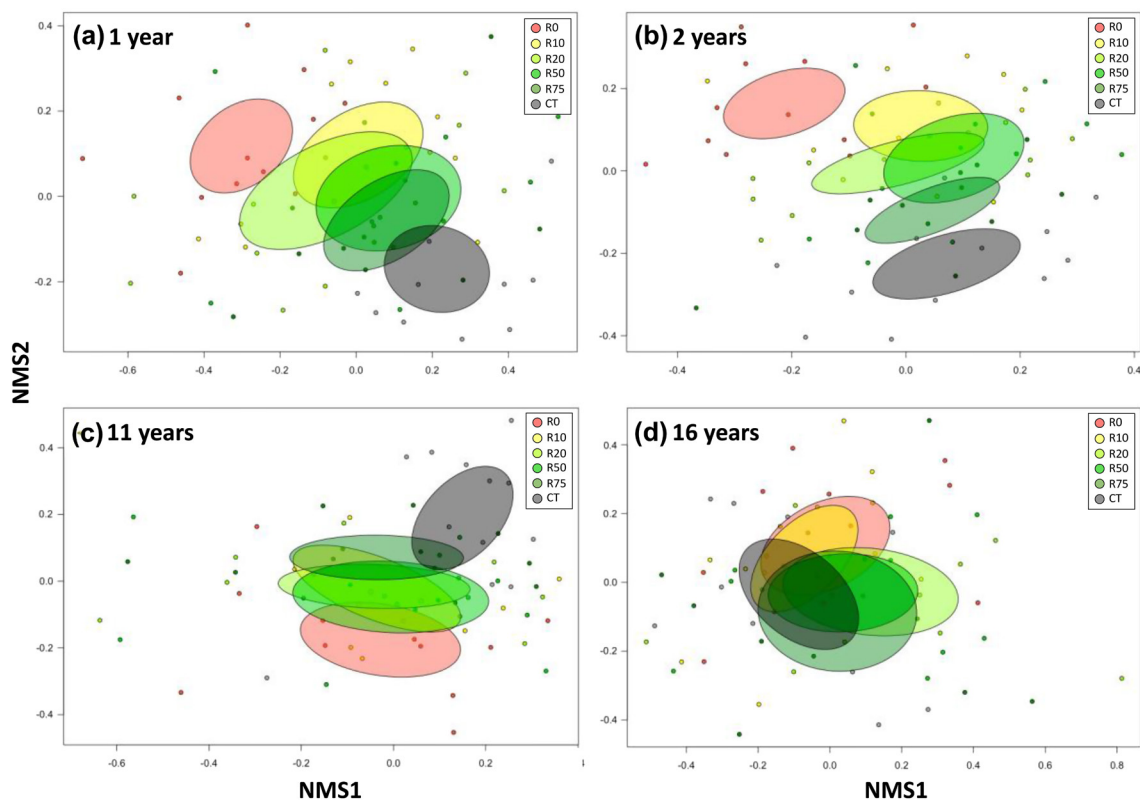 (a) 1 year
R0
R10
R20
R50
R75
CT
0.4
0.2
0.0
-0.2
-0.6
-0.4
-0.2
0.0
0.2
0.4
(b) 2 years
R0
R10
R20
R50
R75
CT
0.2
0.0
-0.2
-0.4
-0.4
-0.2
0.0
0.2
0.4
NMS2
(c) 11 years
R0
R10
R20
R50
R75
CT
0.4
0.2
0.0
-0.2
-0.4
-0.6
-0.4
-0.2
0.0
0.2
(d) 16 years
R0
R10
R20
R50
R75
CT
0.4
0.2
0.0
-0.2
-0.4
-0.4
-0.2
0.0
0.2
0.4
0.6
0.8
NMS1
NMS1